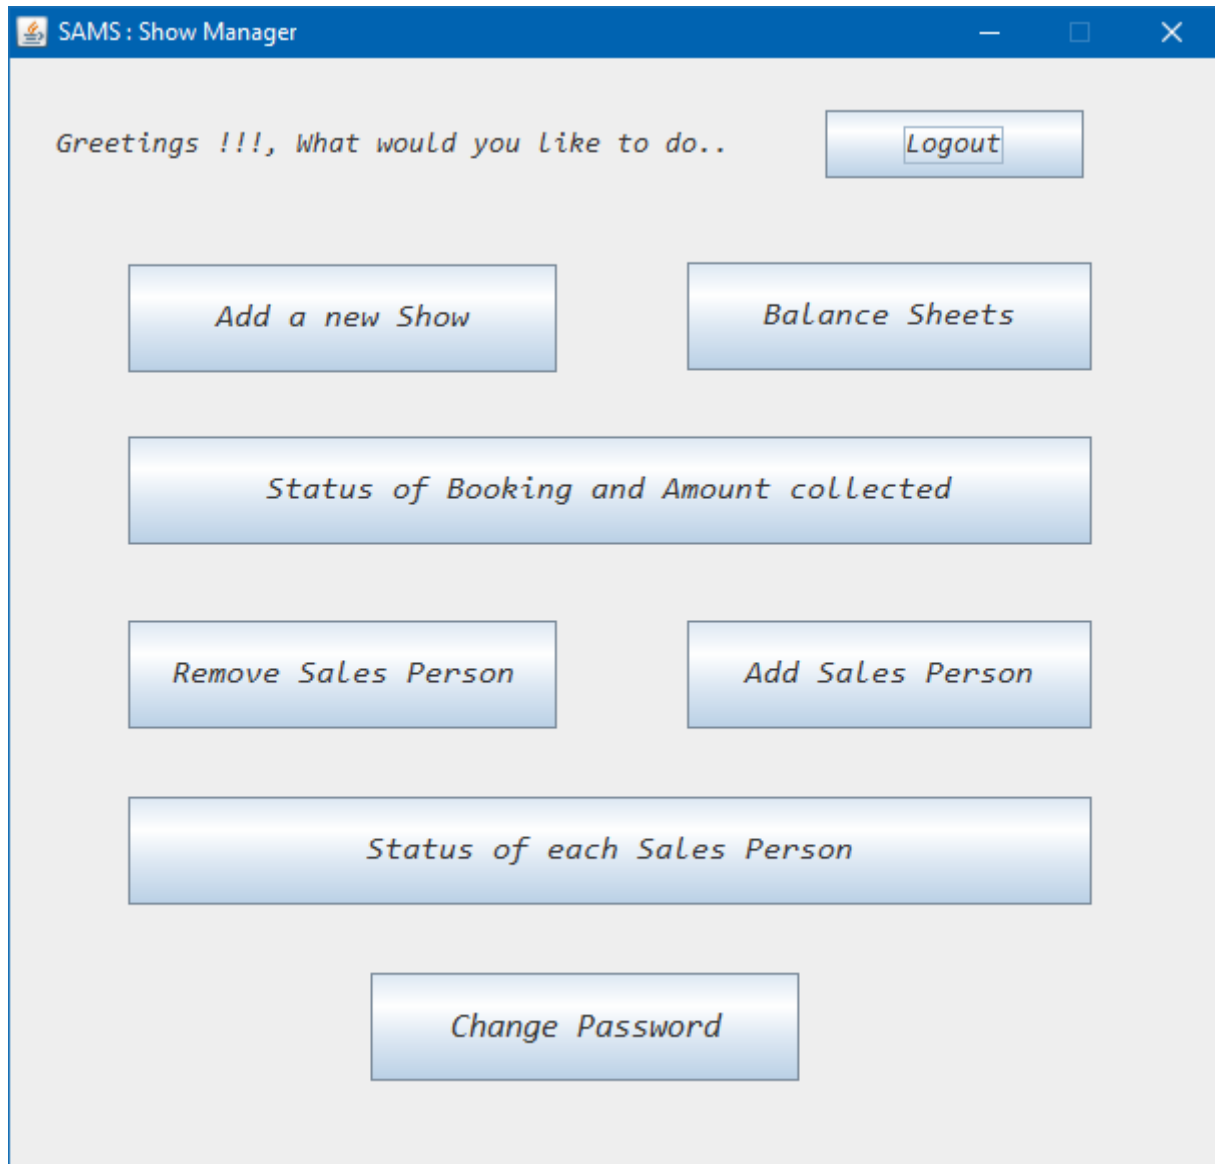 SAMS : Show Manager
Greetings !!!, What would you like to do..
Logout
Add a new Show
Balance Sheets
Status of Booking and Amount collected
Remove Sales Person
Add Sales Person
Status of each Sales Person
Change Password